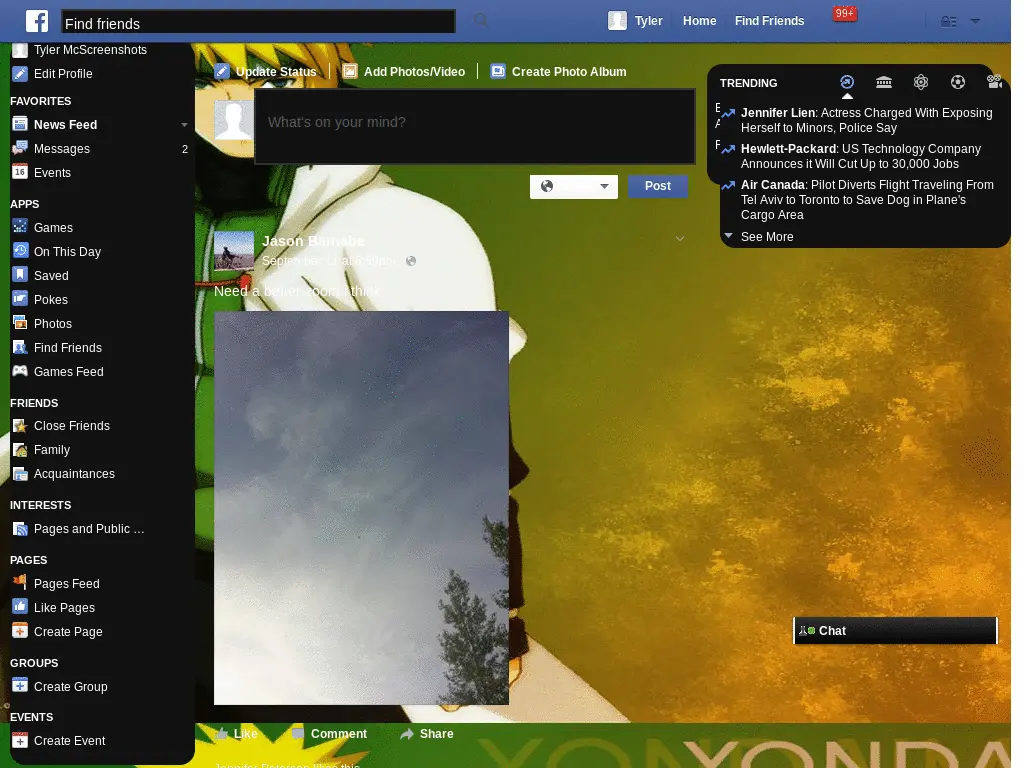 Find friends
Tyler
Home
Find Friends
99+
Tyler McScreenshots
Edit Profile
FAVORITES
News Feed
Messages 2
16 Events
APPS
Games
On This Day
Saved
Pokes
Photos
Find Friends
Games Feed
FRIENDS
Close Friends
Family
Acquaintances
INTERESTS
Pages and Public ...
PAGES
Pages Feed
Like Pages
Create Page
GROUPS
Create Group
EVENTS
Create Event
Update Status
Add Photos/Video
Create Photo Album
What's on your mind?
Post
Jason Barnabe
September 11 at
Need a better zoom I think
Like
Comment
Share
Jennifer Peterson likes this.
TRENDING
Jennifer Lien: Actress Charged With Exposing
Herself to Minors, Police Say
Hewlett-Packard: US Technology Company
Announces it Will Cut Up to 30,000 Jobs
Air Canada: Pilot Diverts Flight Traveling From
Tel Aviv to Toronto to Save Dog in Plane's
Cargo Area
See More
Chat
YONDA